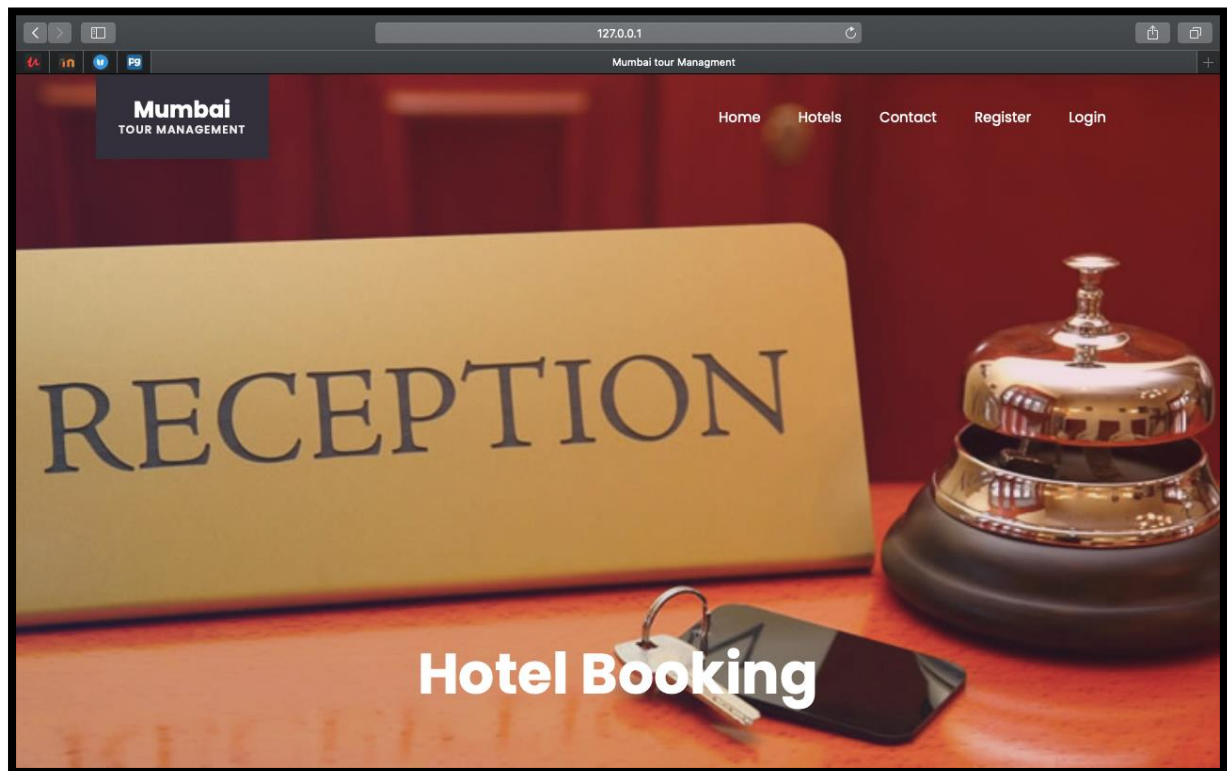 127.0.0.1
Mumbai tour Managment
Mumbai
TOUR MANAGEMENT
Home Hotels Contact Register Login
RECEPTION
Hotel Booking